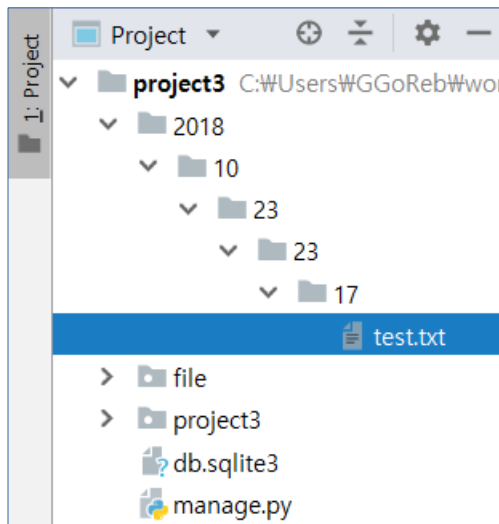 1: Project
Project
project3 C:₩Users₩GGoReb₩wor
2018
10
23
23
17
test.txt
file
project3
db.sqlite3
manage.py